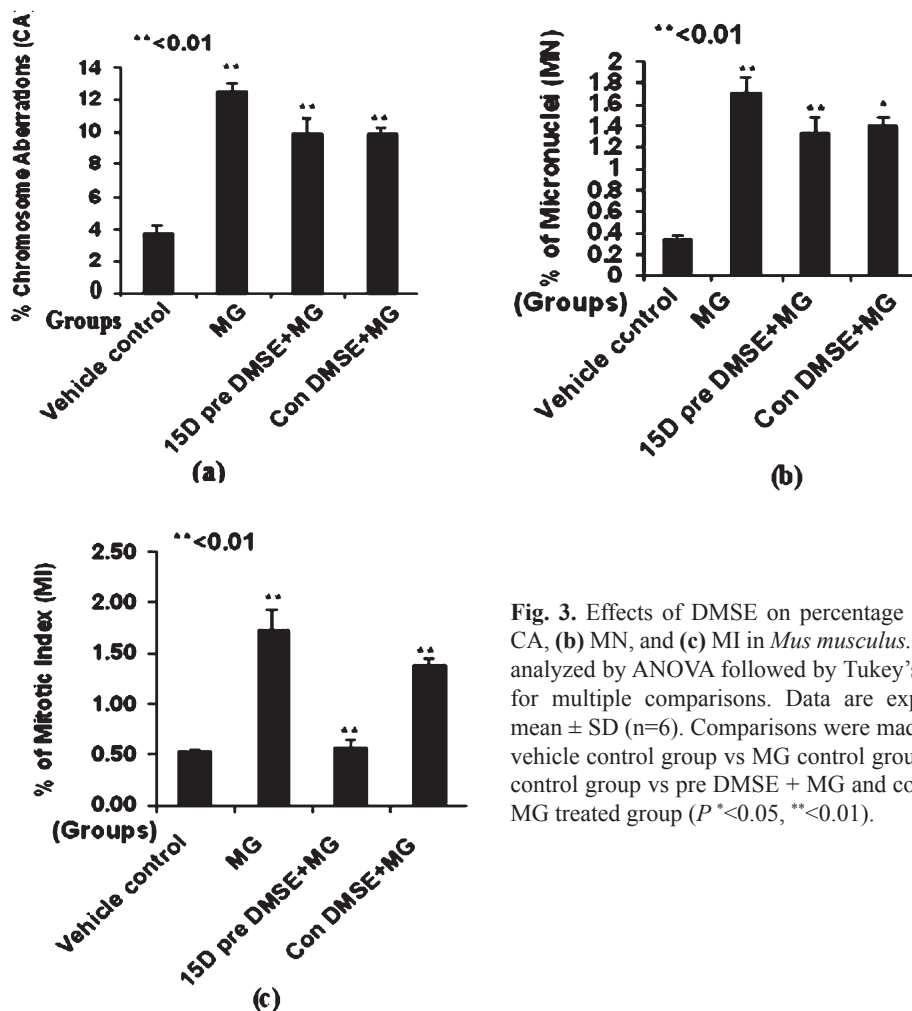 **<0.01
% Chromosome Aberrations (CA
14
12
10
8
6
4
2
0
**
**
**
Groups
Vehicle control
MG
15D pre DMSE+MG
Con DMSE+MG
(a)
**<0.01
% of Micronuclei (MN)
2
1.8
1.6
1.4
1.2
1
0.8
0.6
0.4
0.2
0
**
**
*
(Groups)
Vehicle control
MG
15D pre DMSE+MG
Con DMSE+MG
(b)
**<0.01
% of Mitotic Index (MI)
2.50
2.00
1.50
1.00
0.50
0.00
**
**
**
(Groups)
Vehicle control
MG
15D pre DMSE+MG
Con DMSE+MG
(c)
Fig. 3. Effects of DMSE on percentage
CA, (b) MN, and (c) MI in Mus musculus.
analyzed by ANOVA followed by Tukey's
for multiple comparisons. Data are exp
mean ± SD (n=6). Comparisons were mad
vehicle control group vs MG control grou
control group vs pre DMSE + MG and co
MG treated group (P *<0.05, **<0.01).